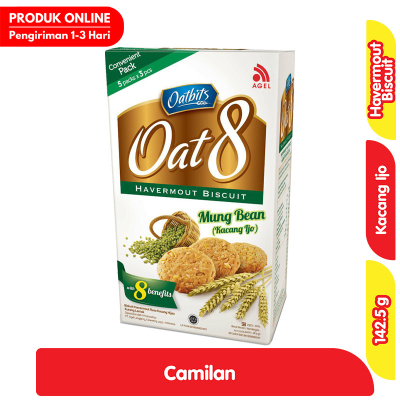 PRODUK ONLINE
Pengiriman 1-3 Hari
Convenient
Pack
5 packs x 3 pcs
Oatbits
AGEL
Oat 8
HAVERMOUT BISCUIT
Mung Bean
(Kacang Ijo)
with 8 benefits
Havermout
Biscuit
Kacang Ijo
142.5 g
Camilan